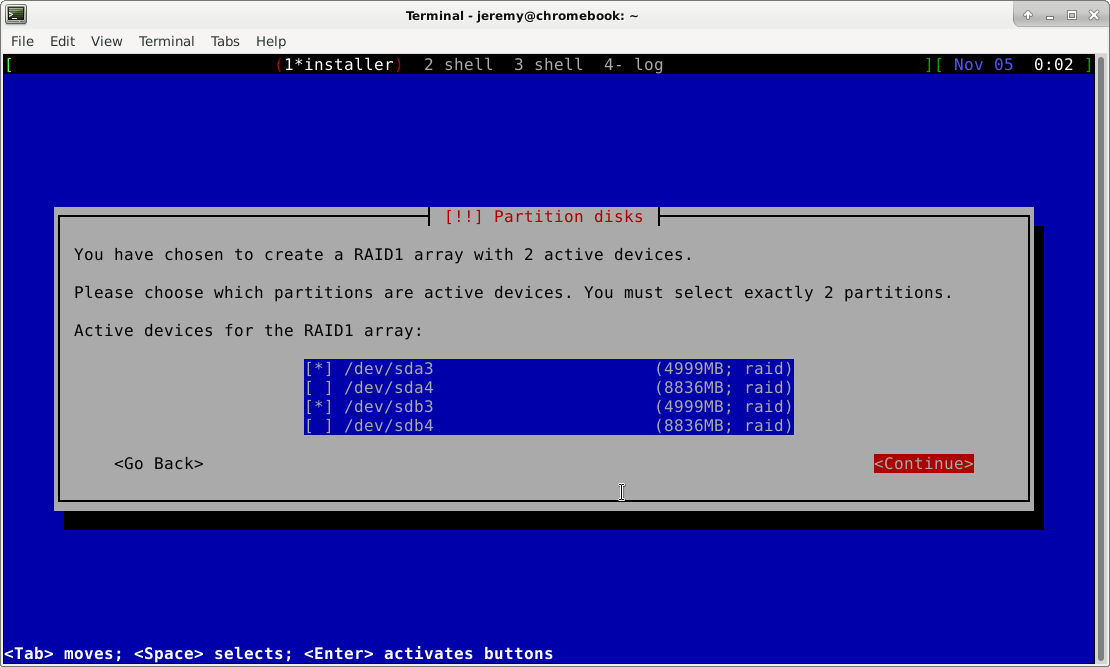 Terminal - jeremy@chromebook: ~
File Edit View Terminal Tabs Help
[ (1*installer) 2 shell 3 shell 4- log ][ Nov 05 0:02 ]
[!!] Partition disks
You have chosen to create a RAID1 array with 2 active devices.
Please choose which partitions are active devices. You must select exactly 2 partitions.
Active devices for the RAID1 array:
[*] /dev/sda3 (4999MB; raid)
[ ] /dev/sda4 (8836MB; raid)
[*] /dev/sdb3 (4999MB; raid)
[ ] /dev/sdb4 (8836MB; raid)
<Go Back> <Continue>
<Tab> moves; <Space> selects; <Enter> activates buttons